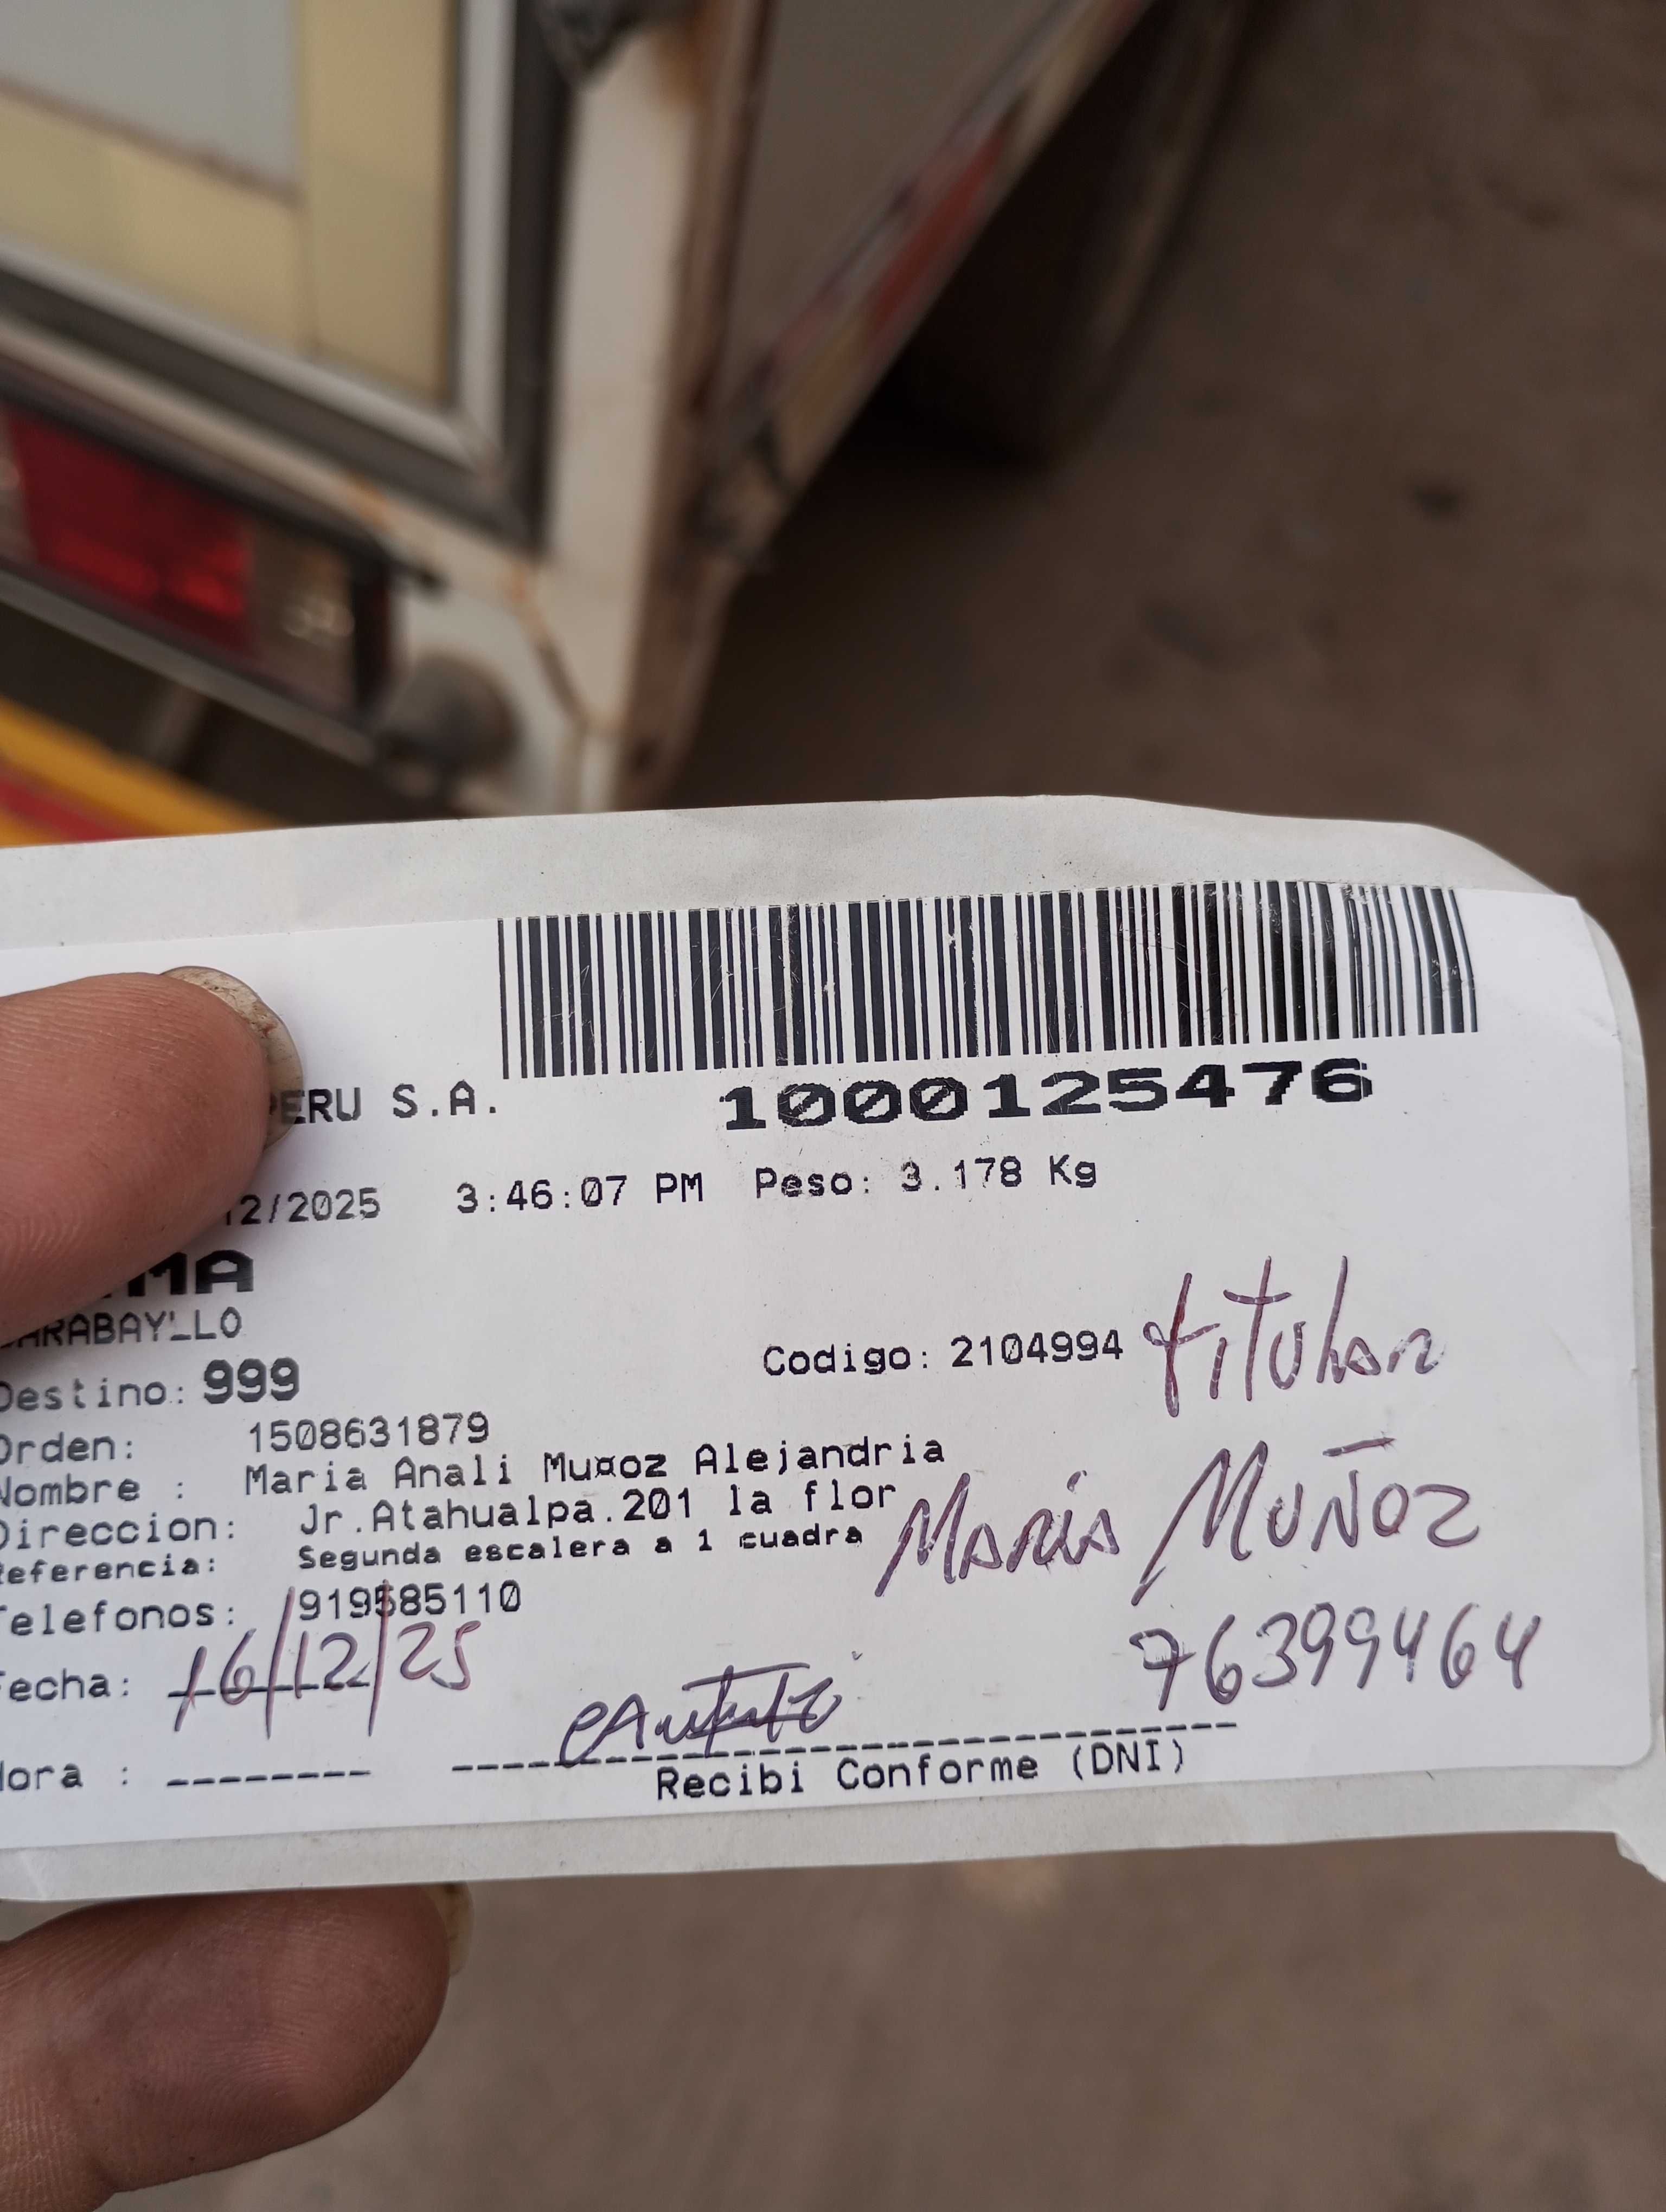 PERU S.A. 1000125476
12/2025 3:46:07 PM Peso: 3.178 Kg
MA
ARABAYLLO
Destino: 999 Codigo: 2104994 titular
Orden: 1508631879
Nombre : Maria Anali Mu¤oz Alejandria
Direccion: Jr.Atahualpa.201 la flor
Referencia: Segunda escalera a 1 cuadra
Maria Muñoz
Telefonos: 919585110
76399464
Fecha: 16/12/25
Hora :
Recibi Conforme (DNI)